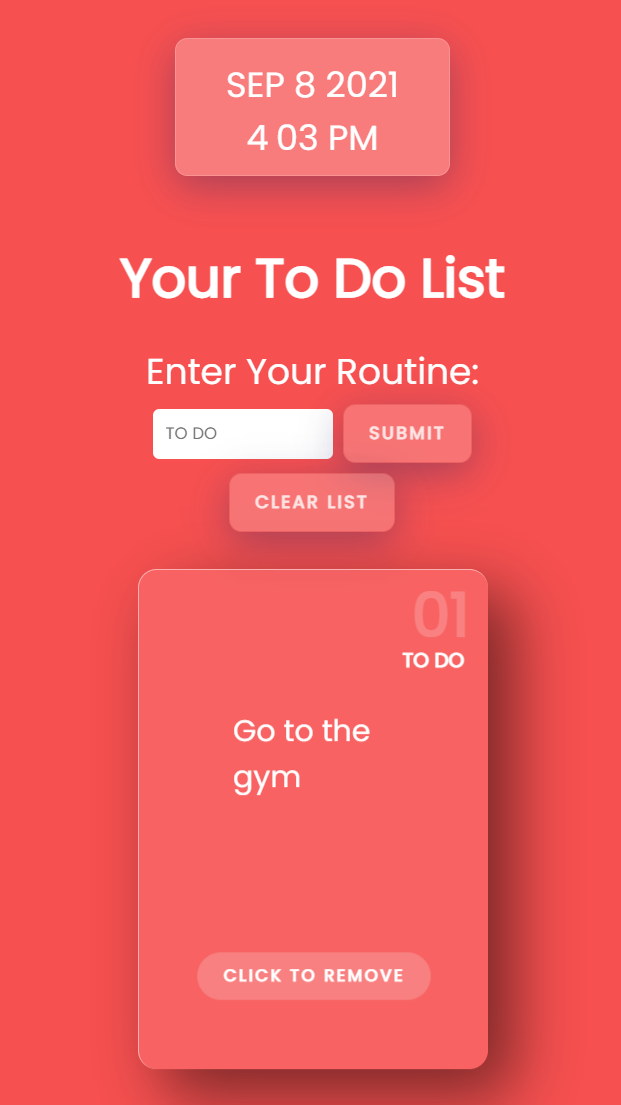 SEP 8 2021
4 03 PM
Your To Do List
Enter Your Routine:
TO DO
SUBMIT
CLEAR LIST
01
TO DO
Go to the
gym
CLICK TO REMOVE